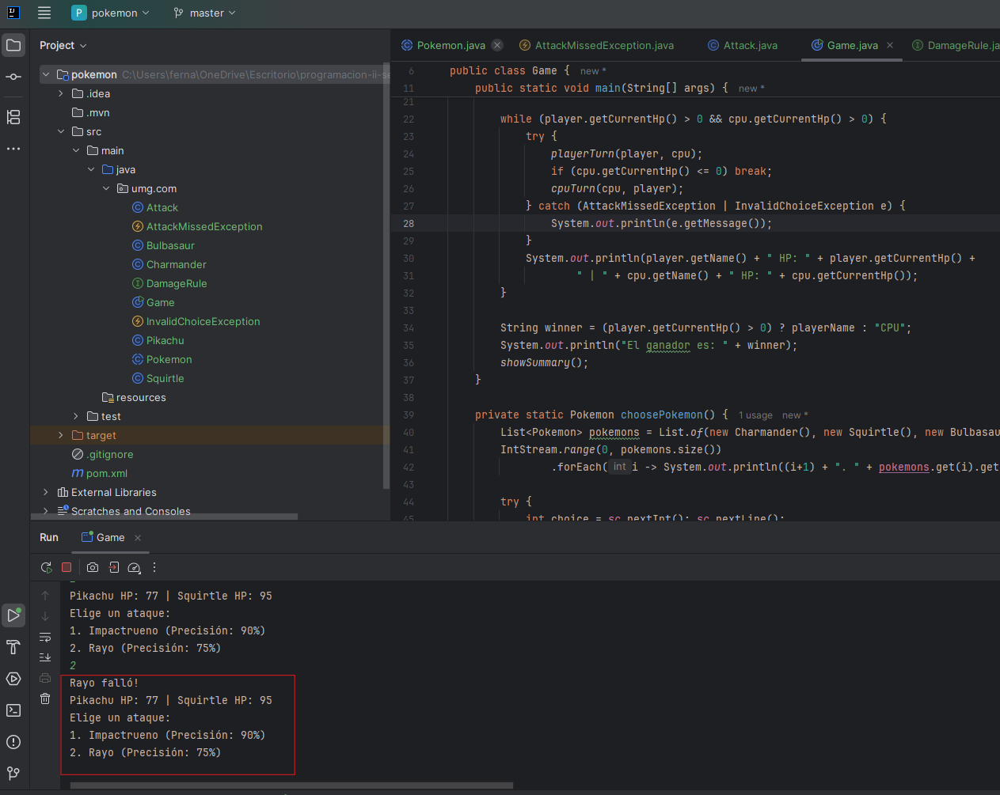 pokemon
master
Project
Pokemon.java
AttackMissedException.java
Attack.java
Game.java
DamageRule.ja
pokemon C:\Users\ferna\OneDrive\Escritorio\programacion-ii-se
.idea
.mvn
src
main
java
umg.com
Attack
AttackMissedException
Bulbasaur
Charmander
DamageRule
Game
InvalidChoiceException
Pikachu
Pokemon
Squirtle
resources
test
target
.gitignore
pom.xml
External Libraries
Scratches and Consoles
6 public class Game { new *
11 public static void main(String[] args) { new *
21
22 while (player.getCurrentHp() > 0 && cpu.getCurrentHp() > 0) {
23 try {
24 playerTurn(player, cpu);
25 if (cpu.getCurrentHp() <= 0) break;
26 cpuTurn(cpu, player);
27 } catch (AttackMissedException | InvalidChoiceException e) {
28 System.out.println(e.getMessage());
29 }
30 System.out.println(player.getName() + " HP: " + player.getCurrentHp() +
31 " | " + cpu.getName() + " HP: " + cpu.getCurrentHp());
32 }
33
34 String winner = (player.getCurrentHp() > 0) ? playerName : "CPU";
35 System.out.println("El ganador es: " + winner);
36 showSummary();
37 }
38
39 private static Pokemon choosePokemon() { 1 usage new *
40 List<Pokemon> pokemons = List.of(new Charmander(), new Squirtle(), new Bulbasau
41 IntStream.range(0, pokemons.size())
42 .forEach( int i -> System.out.println((i+1) + ". " + pokemons.get(i).get
43
44 try {
45 int choice = sc.nextInt(); sc.nextLine();
Run
Game
Pikachu HP: 77 | Squirtle HP: 95
Elige un ataque:
1. Impactrueno (Precisión: 90%)
2. Rayo (Precisión: 75%)
2
Rayo falló!
Pikachu HP: 77 | Squirtle HP: 95
Elige un ataque:
1. Impactrueno (Precisión: 90%)
2. Rayo (Precisión: 75%)